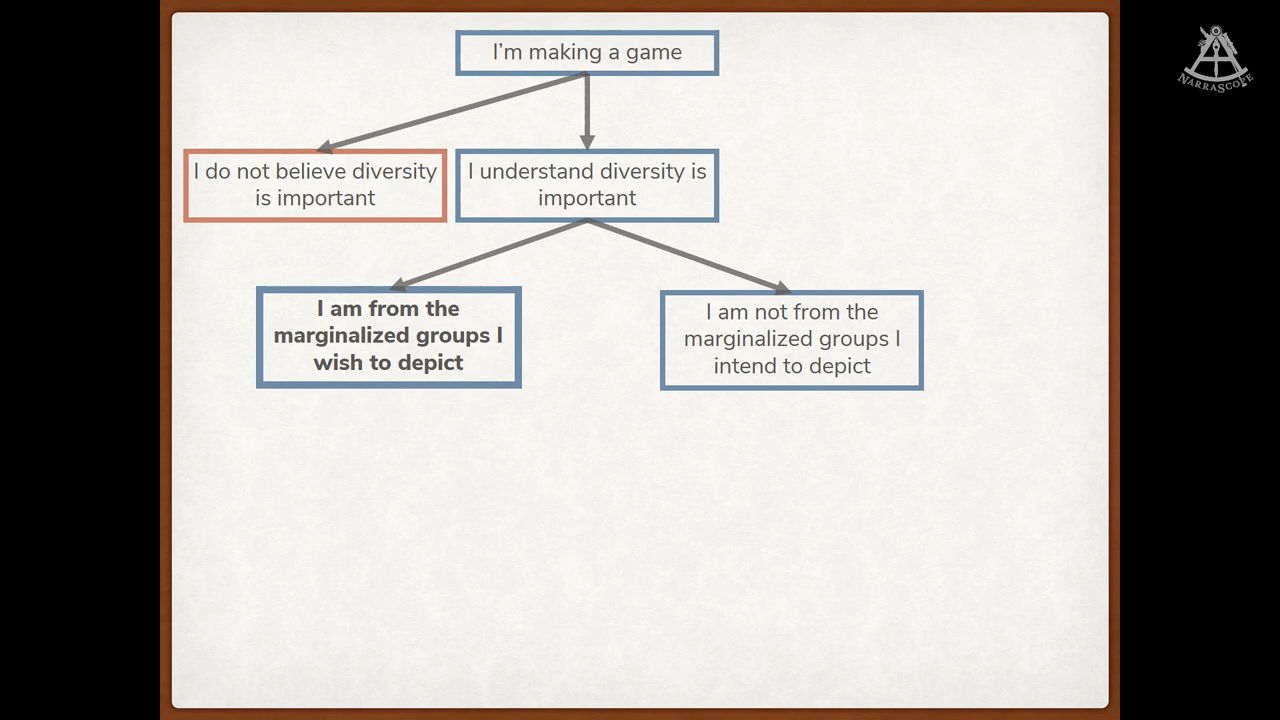 I'm making a game
I do not believe diversity
is important
I understand diversity is
important
I am from the
marginalized groups I
wish to depict
I am not from the
marginalized groups I
intend to depict
NARRASCOPE